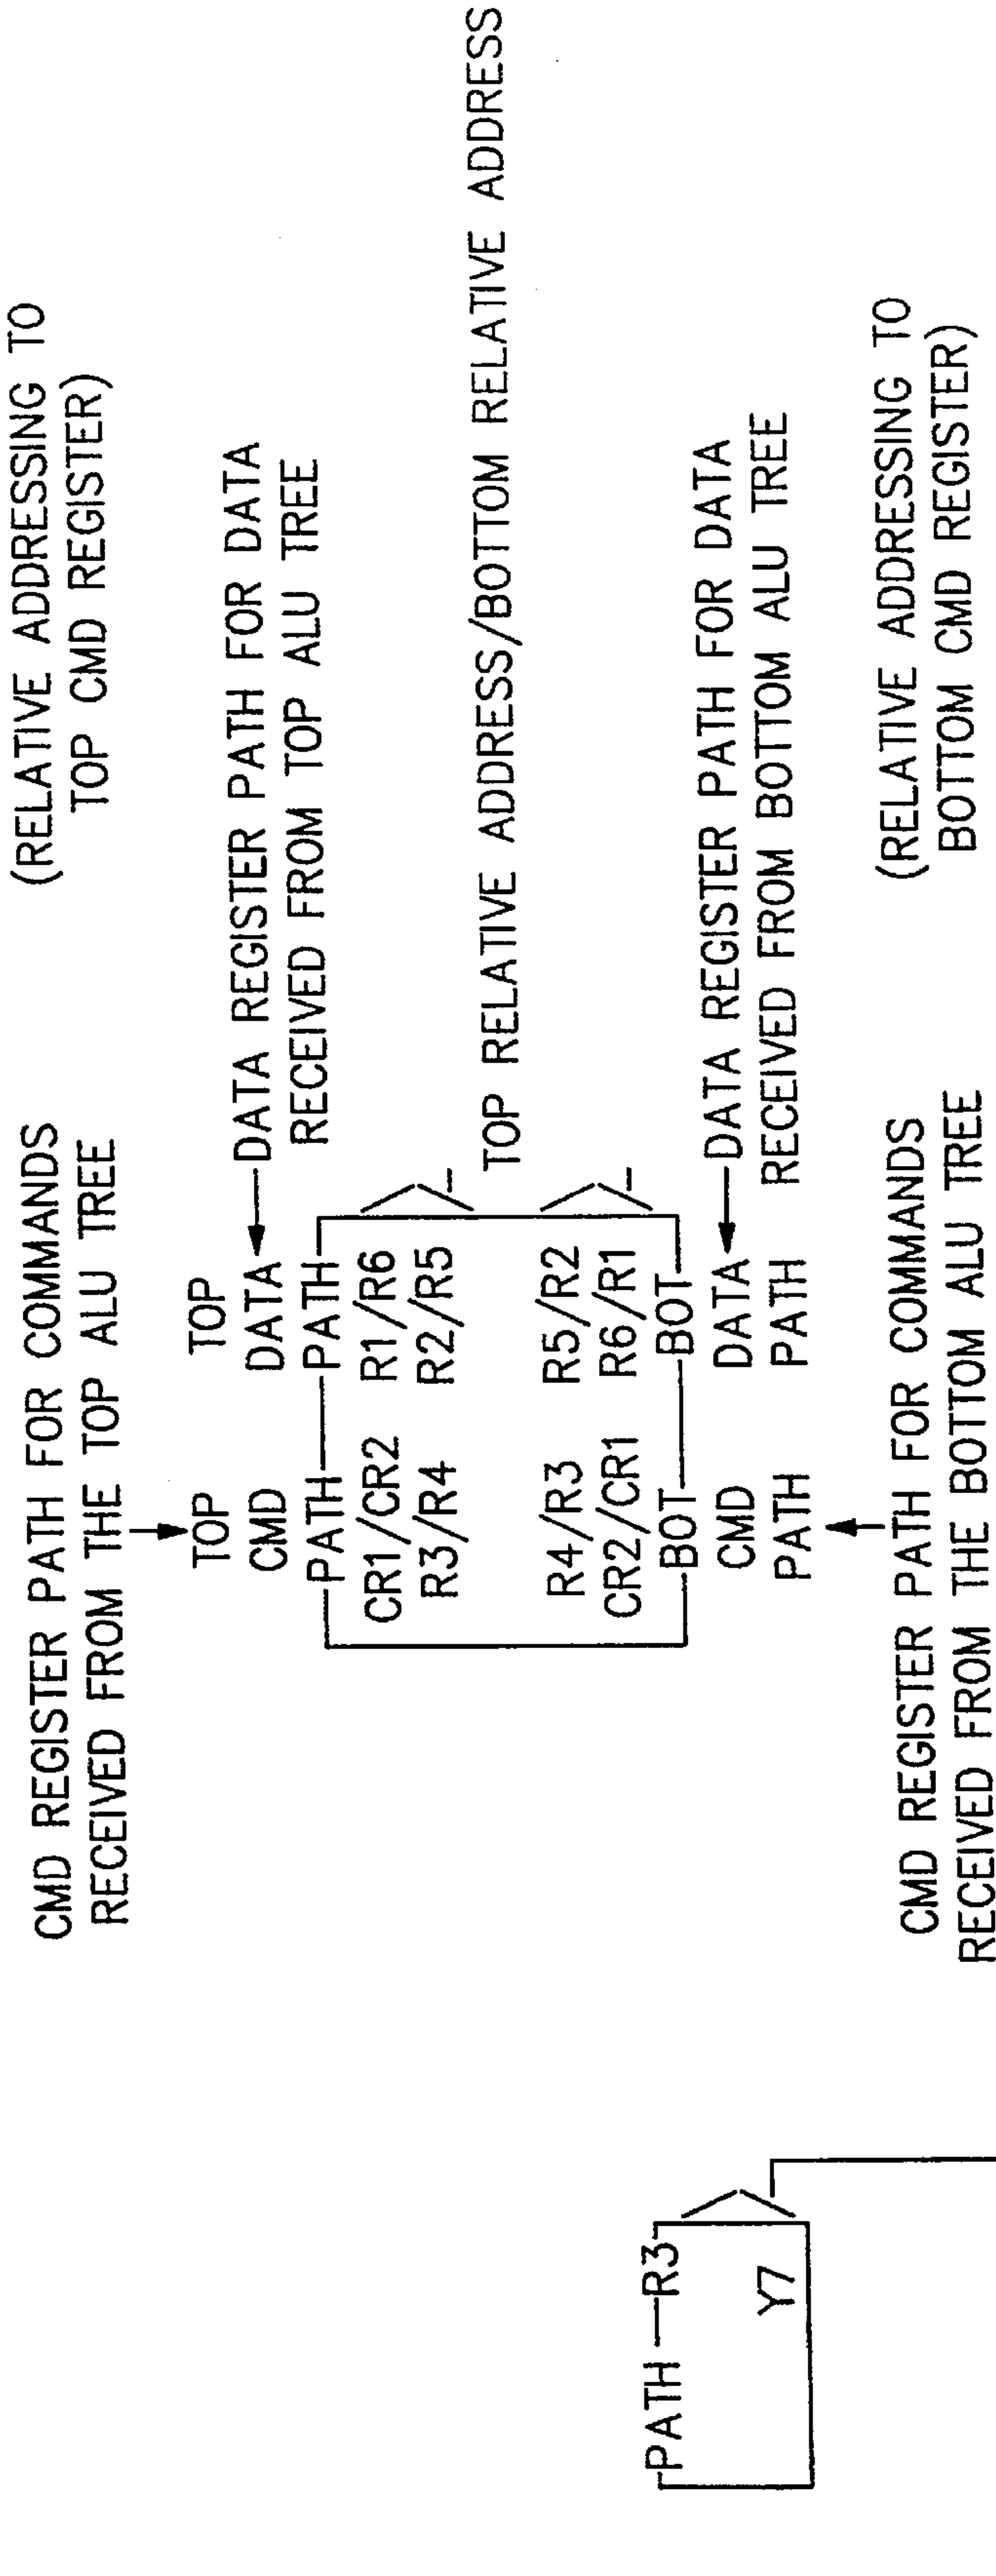 CMD REGISTER PATH FOR COMMANDS
RECEIVED FROM THE TOP ALU TREE
(RELATIVE ADDRESSING TO
TOP CMD REGISTER)
TOP
CMD
PATH
TOP
DATA
PATH
DATA REGISTER PATH FOR DATA
RECEIVED FROM TOP ALU TREE
CR1/CR2 R1/R6
R3/R4 R2/R5
TOP RELATIVE ADDRESS/BOTTOM RELATIVE ADDRESS
R4/R3 R5/R2
CR2/CR1 R6/R1
BOT
CMD
PATH
BOT
DATA
PATH
DATA REGISTER PATH FOR DATA
RECEIVED FROM BOTTOM ALU TREE
CMD REGISTER PATH FOR COMMANDS
RECEIVED FROM THE BOTTOM ALU TREE
(RELATIVE ADDRESSING TO
BOTTOM CMD REGISTER)
PATH R3
Y7